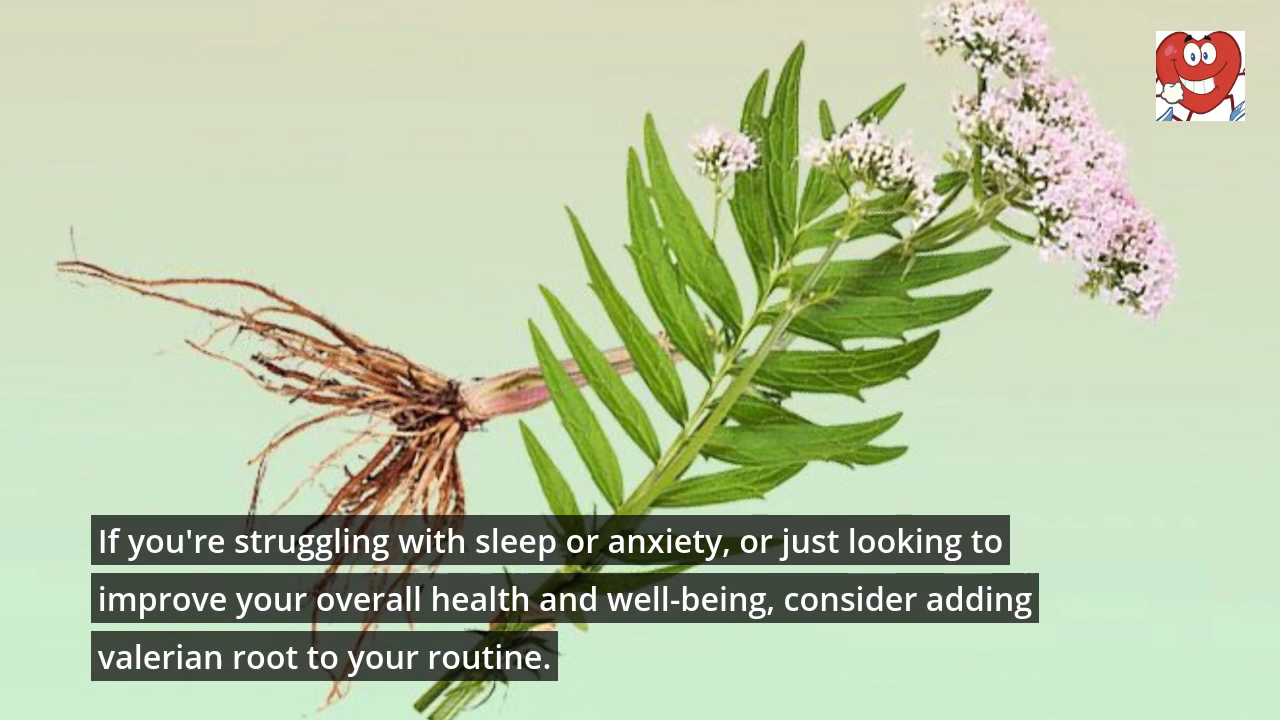 If you're struggling with sleep or anxiety, or just looking to
improve your overall health and well-being, consider adding
valerian root to your routine.